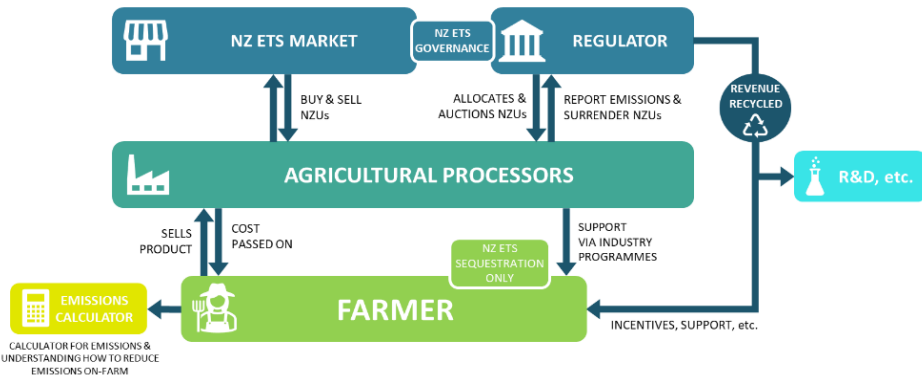 NZ ETS MARKET
NZ ETS
GOVERNANCE
REGULATOR
REVENUE
RECYCLED
BUY & SELL
NZUs
ALLOCATES &
AUCTIONS NZUs
REPORT EMISSIONS &
SURRENDER NZUs
AGRICULTURAL PROCESSORS
R&D, etc.
SELLS
PRODUCT
COST
PASSED ON
SUPPORT
VIA INDUSTRY
PROGRAMMES
NZ ETS
SEQUESTRATION
ONLY
EMISSIONS
CALCULATOR
FARMER
INCENTIVES, SUPPORT, etc.
CALCULATOR FOR EMISSIONS &
UNDERSTANDING HOW TO REDUCE
EMISSIONS ON-FARM